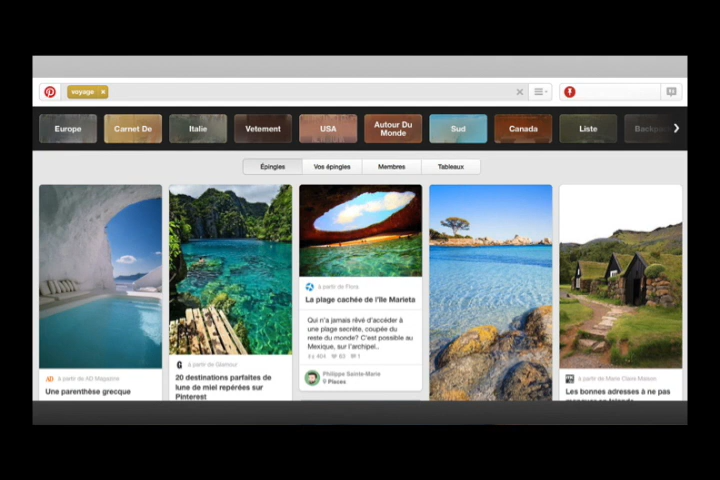 voyage ×
Europe
Carnet De
Italie
Vetement
USA
Autour Du
Monde
Sud
Canada
Liste
Épingles
Vos épingles
Membres
Tableaux
AD à partir de AD Magazine
Une parenthèse grecque
G à partir de Glamour
20 destinations parfaites de
lune de miel repérées sur
Pinterest
à partir de Flora
La plage cachée de l'île Marieta
Qui n'a jamais rêvé d'accéder à
une plage secrète, coupée du
reste du monde? C'est possible au
Mexique, sur l'archipel..
404 83 1
Philippe Sainte-Marie
Places
à partir de Marie Claire Maison
Les bonnes adresses à ne pas